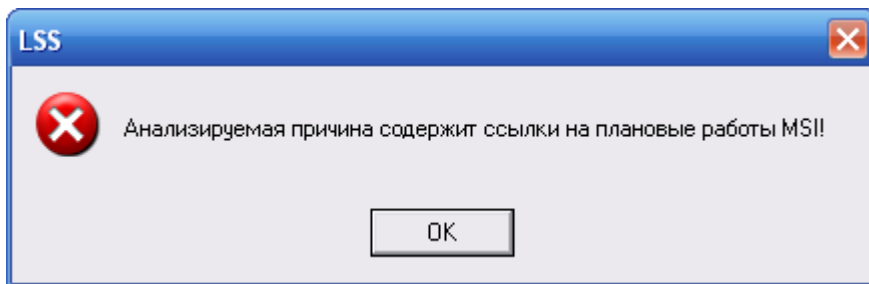 LSS
Анализируемая причина содержит ссылки на плановые работы MSI!
OK